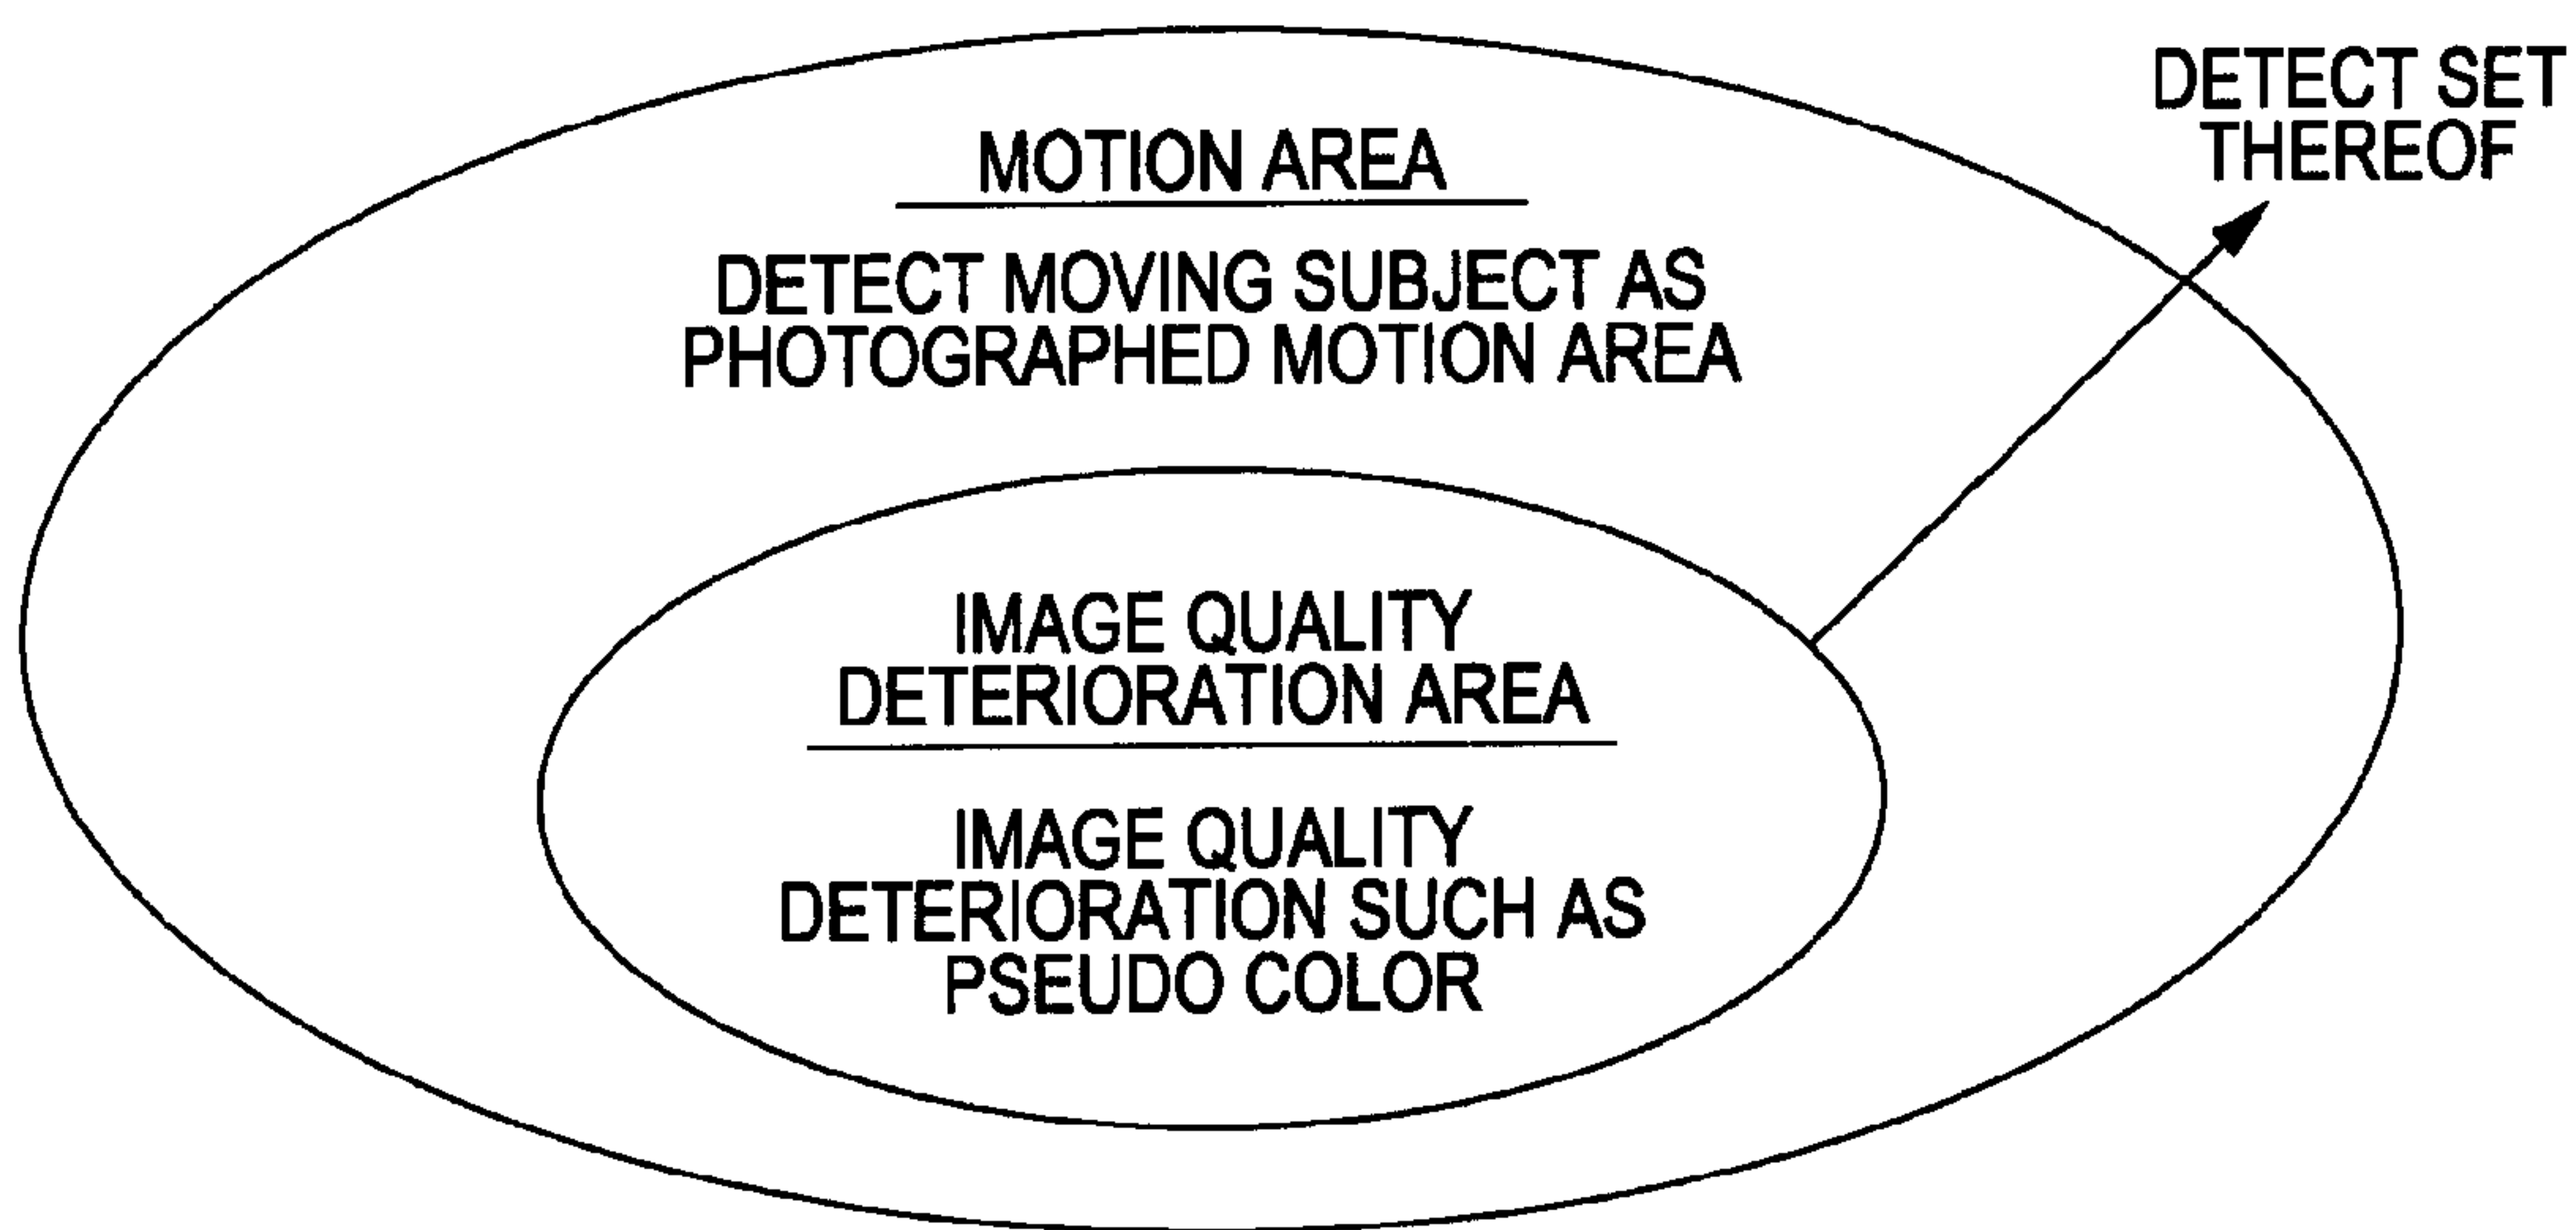 MOTION AREA
DETECT MOVING SUBJECT AS
PHOTOGRAPHED MOTION AREA
DETECT SET
THEREOF
IMAGE QUALITY
DETERIORATION AREA
IMAGE QUALITY
DETERIORATION SUCH AS
PSEUDO COLOR